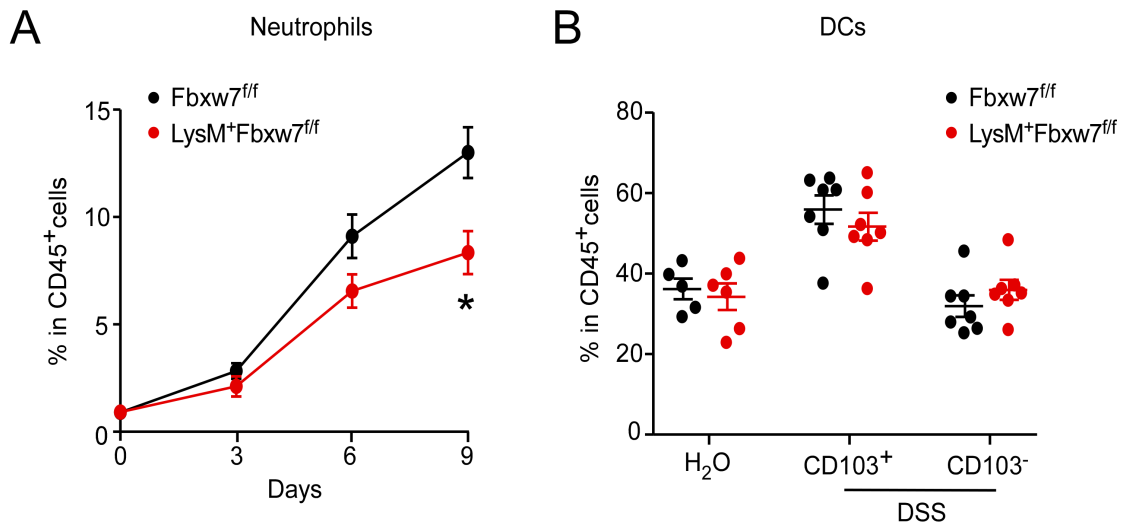 A
Neutrophils
Fbxw7f/f
LysM+Fbxw7f/f
% in CD45+cells
15
10
5
0
*
0 3 6 9
Days
B
DCs
Fbxw7f/f
LysM+Fbxw7f/f
% in CD45+cells
80
60
40
20
0
H2O CD103+ CD103-
DSS